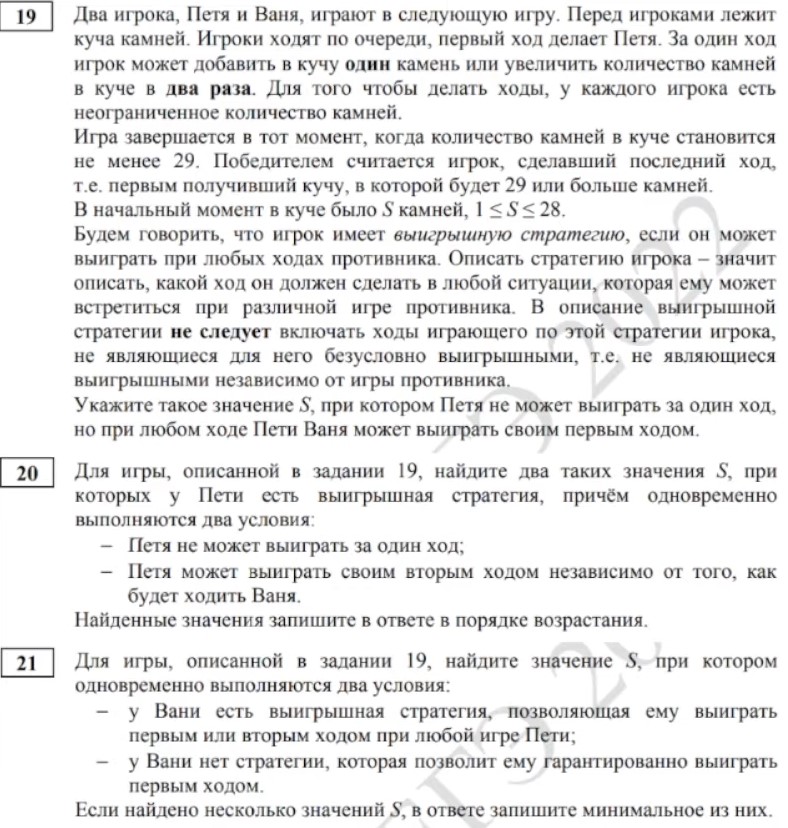 19
Два игрока, Петя и Ваня, играют в следующую игру. Перед игроками лежит
куча камней. Игроки ходят по очереди, первый ход делает Петя. За один ход
игрок может добавить в кучу один камень или увеличить количество камней
в куче в два раза. Для того чтобы делать ходы, у каждого игрока есть
неограниченное количество камней.
Игра завершается в тот момент, когда количество камней в куче становится
не менее 29. Победителем считается игрок, сделавший последний ход,
т.е. первым получивший кучу, в которой будет 29 или больше камней.
В начальный момент в куче было S камней, 1 ≤ S ≤ 28.
Будем говорить, что игрок имеет выигрышную стратегию, если он может
выиграть при любых ходах противника. Описать стратегию игрока – значит
описать, какой ход он должен сделать в любой ситуации, которая ему может
встретиться при различной игре противника. В описание выигрышной
стратегии не следует включать ходы играющего по этой стратегии игрока,
не являющиеся для него безусловно выигрышными, т.е. не являющиеся
выигрышными независимо от игры противника.
Укажите такое значение S, при котором Петя не может выиграть за один ход,
но при любом ходе Пети Ваня может выиграть своим первым ходом.
20
Для игры, описанной в задании 19, найдите два таких значения S, при
которых у Пети есть выигрышная стратегия, причём одновременно
выполняются два условия:
– Петя не может выиграть за один ход;
– Петя может выиграть своим вторым ходом независимо от того, как
будет ходить Ваня.
Найденные значения запишите в ответе в порядке возрастания.
21
Для игры, описанной в задании 19, найдите значение S, при котором
одновременно выполняются два условия:
– у Вани есть выигрышная стратегия, позволяющая ему выиграть
первым или вторым ходом при любой игре Пети;
– у Вани нет стратегии, которая позволит ему гарантированно выиграть
первым ходом.
Если найдено несколько значений S, в ответе запишите минимальное из них.